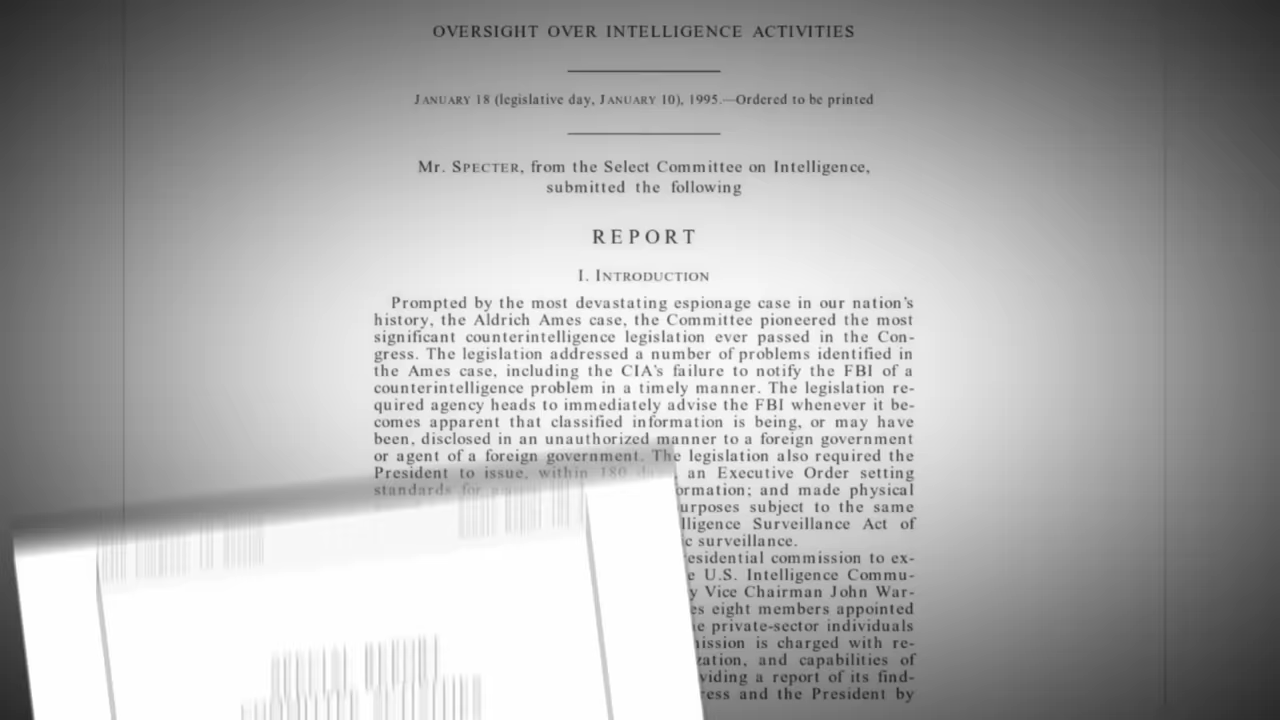 OVERSIGHT OVER INTELLIGENCE ACTIVITIES
JANUARY 18 (legislative day, JANUARY 10), 1995.—Ordered to be printed
Mr. SPECTER, from the Select Committee on Intelligence,
submitted the following
REPORT
I. INTRODUCTION
Prompted by the most devastating espionage case in our nation's
history, the Aldrich Ames case, the Committee pioneered the most
significant counterintelligence legislation ever passed in the Con-
gress. The legislation addressed a number of problems identified in
the Ames case, including the CIA's failure to notify the FBI of a
counterintelligence problem in a timely manner. The legislation re-
quired agency heads to immediately advise the FBI whenever it be-
comes apparent that classified information is being, or may have
been, disclosed in an unauthorized manner to a foreign government
or agent of a foreign government. The legislation also required the
President to issue, within 180 an Executive Order setting
standards for ormation; and made physical
urposes subject to the same
lligence Surveillance Act of
c surveillance.
esidential commission to ex-
e U.S. Intelligence Commu-
y Vice Chairman John War-
es eight members appointed
e private-sector individuals
ission is charged with re-
zation, and capabilities of
viding a report of its find-
ress and the President by